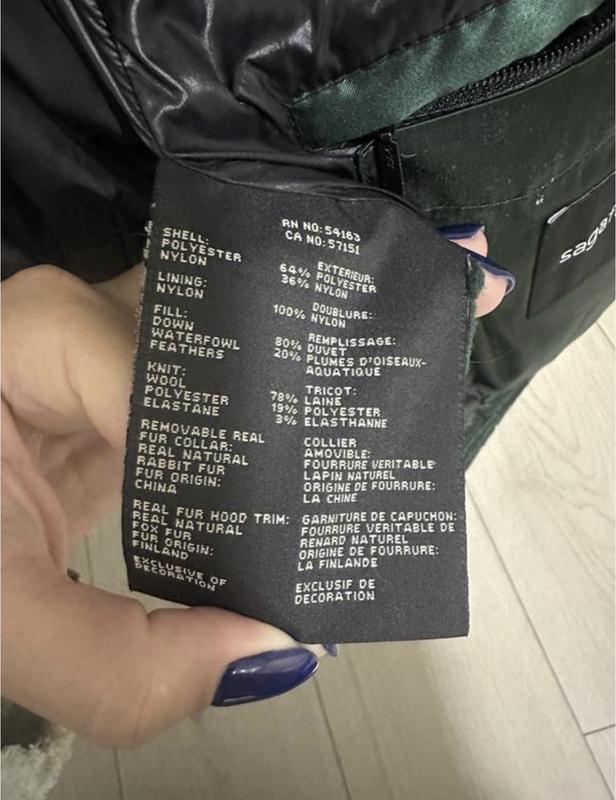 RN NO: 54163
CA NO: 57151
SHELL:
POLYESTER 64%
NYLON 36%
EXTERIEUR:
POLYESTER
NYLON
LINING:
NYLON 100%
DOUBLURE:
NYLON
FILL:
DOWN
WATERFOWL 80%
FEATHERS 20%
REMPLISSAGE:
DUVET
PLUMES D'OISEAUX-
AQUATIQUE
KNIT:
WOOL 78%
POLYESTER 19%
ELASTANE 3%
TRICOT:
LAINE
POLYESTER
ELASTHANNE
REMOVABLE REAL
FUR COLLAR:
REAL NATURAL
RABBIT FUR
FUR ORIGIN:
CHINA
COLLIER
AMOVIBLE:
FOURRURE VERITABLE
LAPIN NATUREL
ORIGINE DE FOURRURE:
LA CHINE
REAL FUR HOOD TRIM:
REAL NATURAL
FOX FUR
FUR ORIGIN:
FINLAND
GARNITURE DE CAPUCHON:
FOURRURE VERITABLE DE
RENARD NATUREL
ORIGINE DE FOURRURE:
LA FINLANDE
EXCLUSIVE OF
DECORATION
EXCLUSIF DE
DECORATION